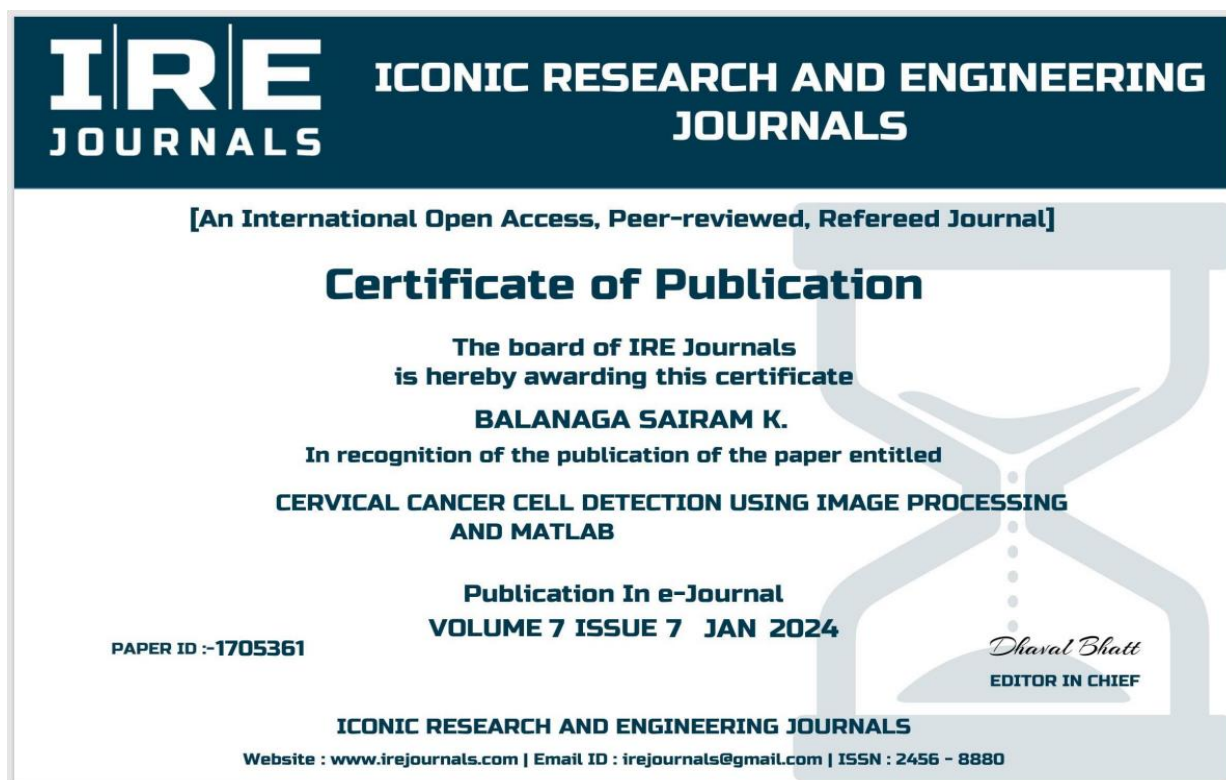 I|R|E
JOURNALS
ICONIC RESEARCH AND ENGINEERING
JOURNALS
[An International Open Access, Peer-reviewed, Refereed Journal]
Certificate of Publication
The board of IRE Journals
is hereby awarding this certificate
BALANAGA SAIRAM K.
In recognition of the publication of the paper entitled
CERVICAL CANCER CELL DETECTION USING IMAGE PROCESSING
AND MATLAB
Publication In e-Journal
VOLUME 7 ISSUE 7 JAN 2024
PAPER ID :-1705361
Dhaval Bhatt
EDITOR IN CHIEF
ICONIC RESEARCH AND ENGINEERING JOURNALS
Website : www.irejournals.com | Email ID : irejournals@gmail.com | ISSN : 2456 - 8880